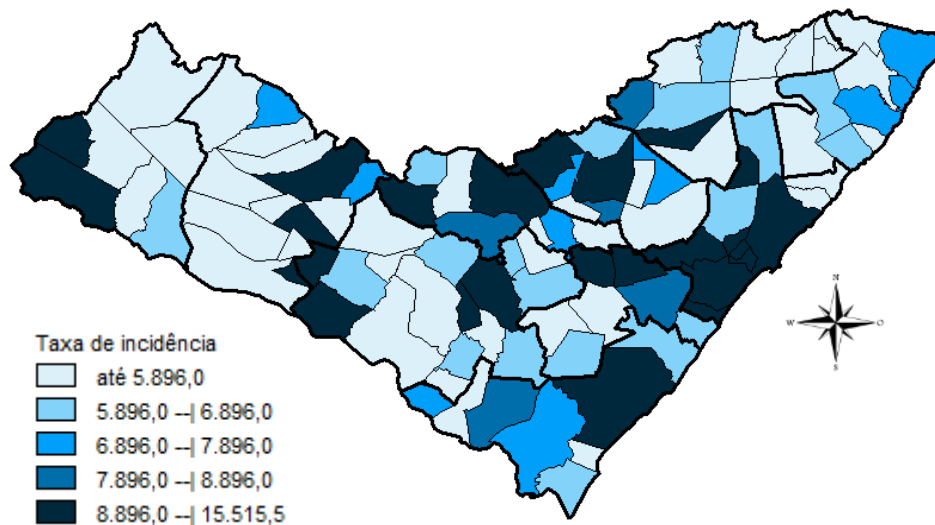 N
W
O
S
Taxa de incidência
até 5.896,0
5.896,0 --| 6.896,0
6.896,0 --| 7.896,0
7.896,0 --| 8.896,0
8.896,0 --| 15.515,5